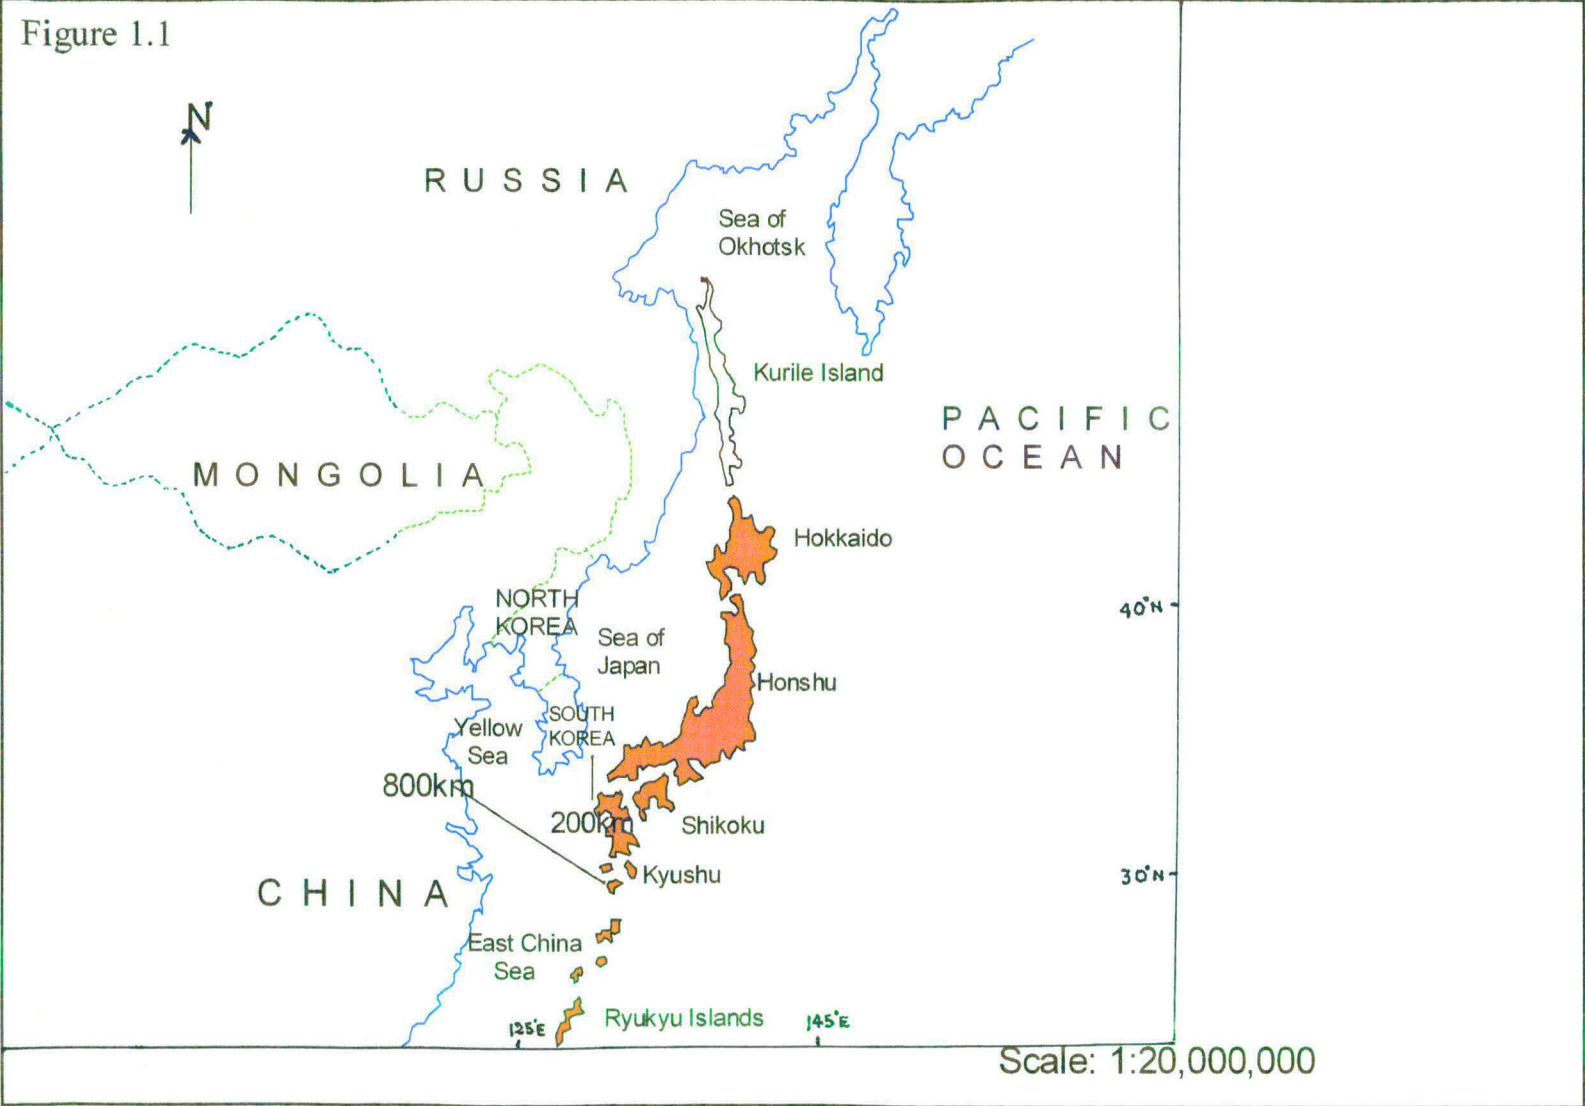 Figure 1.1
N
RUSSIA
Sea of
Okhotsk
Kurile Island
PACIFIC
OCEAN
MONGOLIA
Hokkaido
NORTH
KOREA
40°N
Sea of
Japan
Honshu
SOUTH
KOREA
Yellow
Sea
800km
200km
Shikoku
Kyushu
30°N
CHINA
East China
Sea
Ryukyu Islands
125°E
145°E
Scale: 1:20,000,000